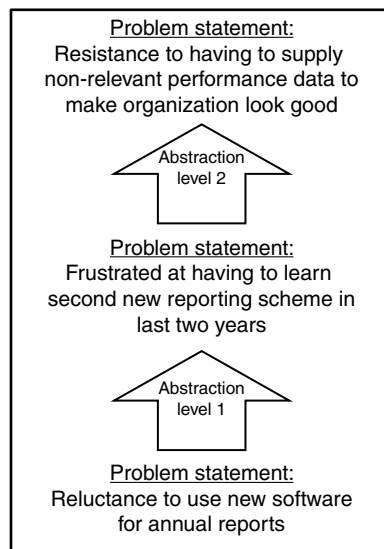 Problem statement:
Resistance to having to supply
non-relevant performance data to
make organization look good
Abstraction
level 2
Problem statement:
Frustrated at having to learn
second new reporting scheme in
last two years
Abstraction
level 1
Problem statement:
Reluctance to use new software
for annual reports